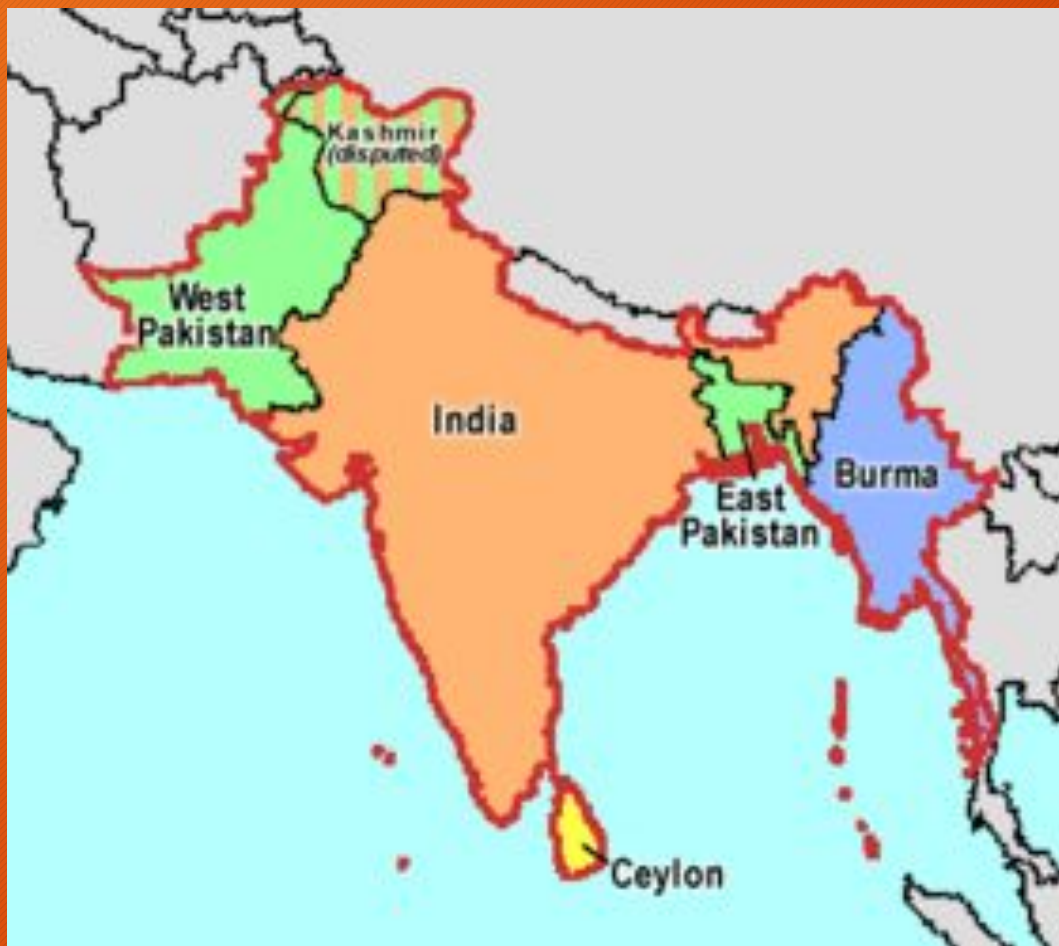 Kashmir
(disputed)
West
Pakistan
India
Burma
East
Pakistan
Ceylon